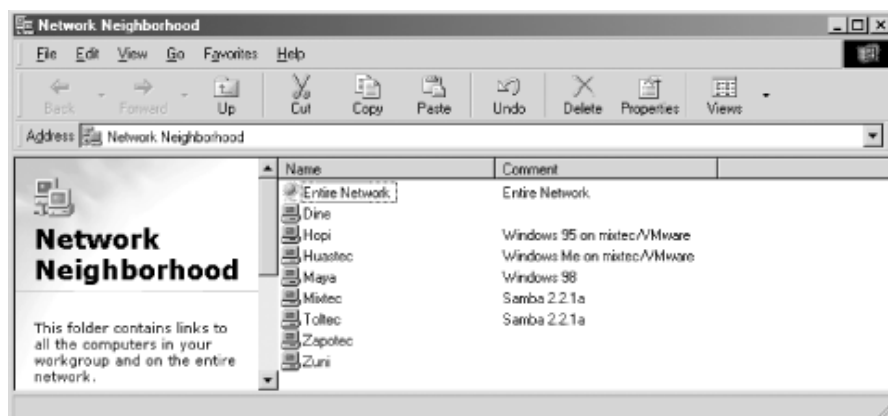 Network Neighborhood
File Edit View Go Favorites Help
Back Forward Up Cut Copy Paste Undo Delete Properties Views
Address Network Neighborhood
Name Comment
Entire Network Entire Network
Dine
Hopi Windows 95 on mixtec/VMware
Huastec Windows Me on mixtec/VMware
Maya Windows 98
Mixtec Samba 2.2.1a
Toltec Samba 2.2.1a
Zapotec
Zuni
Network
Neighborhood
This folder contains links to
all the computers in your
workgroup and on the entire
network.